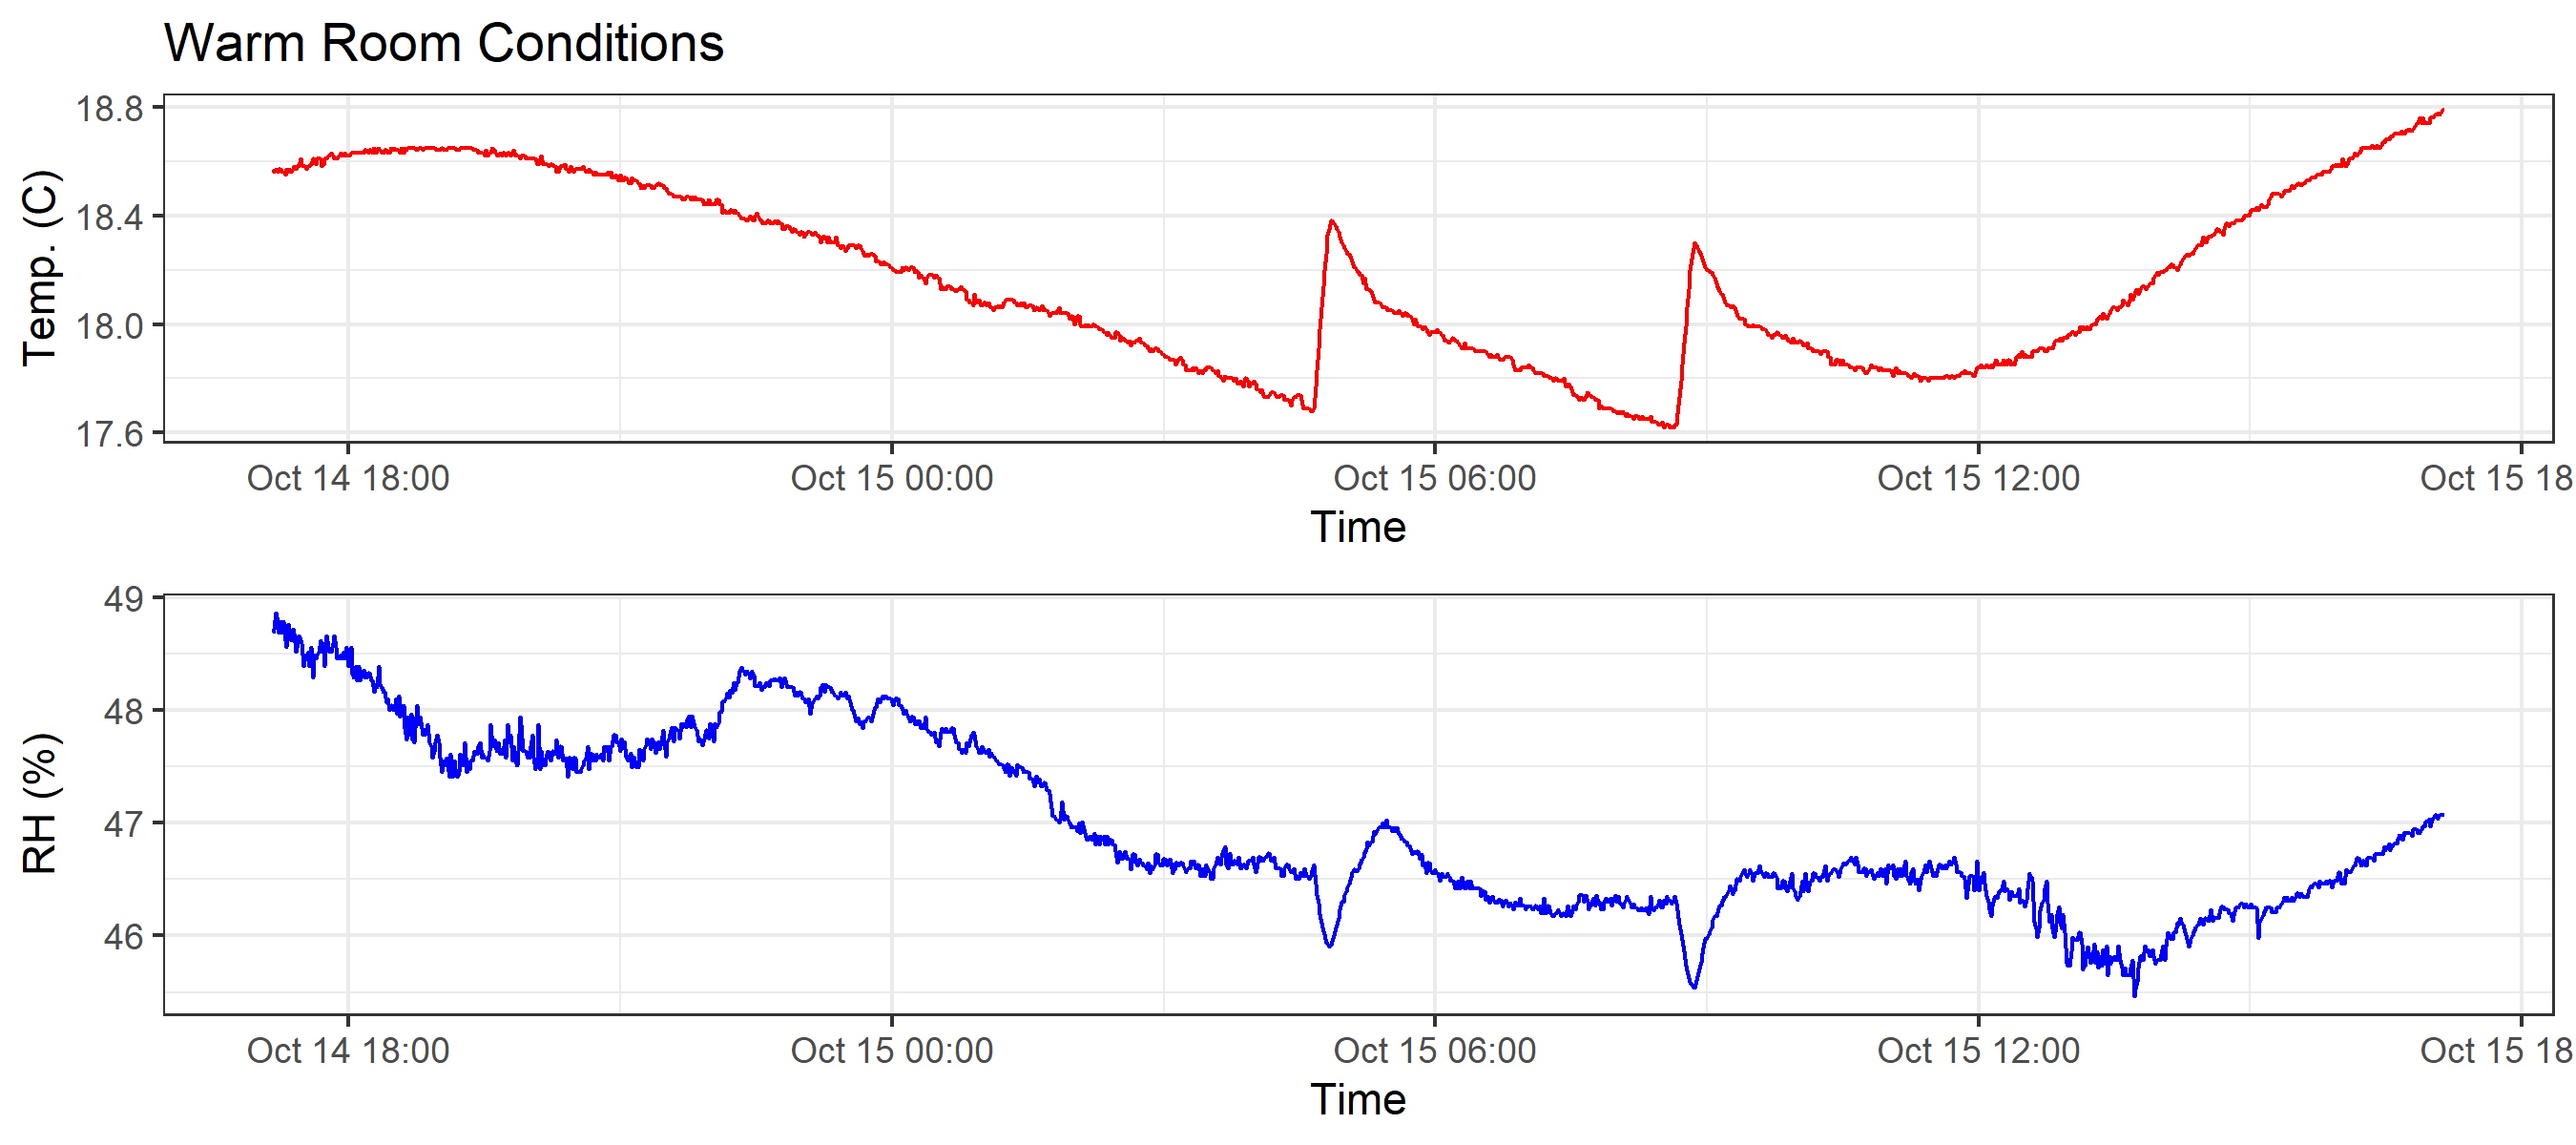 Warm Room Conditions
Temp. (C)
18.8
18.4
18.0
17.6
Oct 14 18:00 Oct 15 00:00 Oct 15 06:00 Oct 15 12:00 Oct 15 18
Time
RH (%)
49
48
47
46
Oct 14 18:00 Oct 15 00:00 Oct 15 06:00 Oct 15 12:00 Oct 15 18
Time